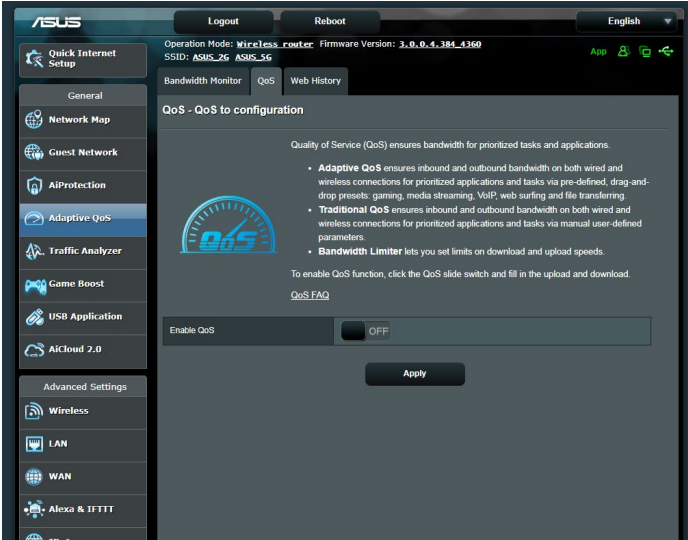 ASUS
Logout
Reboot
English
Quick Internet
Setup
Operation Mode: Wireless router Firmware Version: 3.0.0.4.384_4360
SSID: ASUS_2G ASUS_5G
App
Bandwidth Monitor
QoS
Web History
General
Network Map
Guest Network
AiProtection
Adaptive QoS
Traffic Analyzer
Game Boost
USB Application
AiCloud 2.0
Advanced Settings
Wireless
LAN
WAN
Alexa & IFTTT
QoS - QoS to configuration
QoS
Quality of Service (QoS) ensures bandwidth for prioritized tasks and applications.
• Adaptive QoS ensures inbound and outbound bandwidth on both wired and
wireless connections for prioritized applications and tasks via pre-defined, drag-and-
drop presets: gaming, media streaming, VoIP, web surfing and file transferring.
• Traditional QoS ensures inbound and outbound bandwidth on both wired and
wireless connections for prioritized applications and tasks via manual user-defined
parameters.
• Bandwidth Limiter lets you set limits on download and upload speeds.
To enable QoS function, click the QoS slide switch and fill in the upload and download.
QoS FAQ
Enable QoS
OFF
Apply